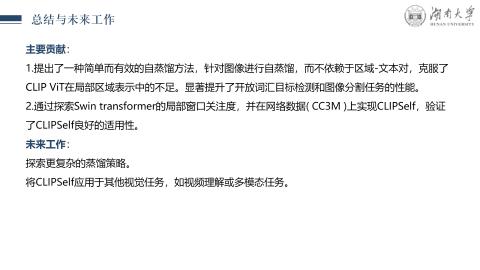 总结与未来工作
湖南大学
HUNAN UNIVERSITY
主要贡献：
1.提出了一种简单而有效的自蒸馏方法，针对图像进行自蒸馏，而不依赖于区域-文本对，克服了
CLIP ViT在局部区域表示中的不足。显著提升了开放词汇目标检测和图像分割任务的性能。
2.通过探索Swin transformer的局部窗口关注度，并在网络数据( CC3M )上实现CLIPSelf，验证
了CLIPSelf良好的适用性。
未来工作：
探索更复杂的蒸馏策略。
将CLIPSelf应用于其他视觉任务，如视频理解或多模态任务。